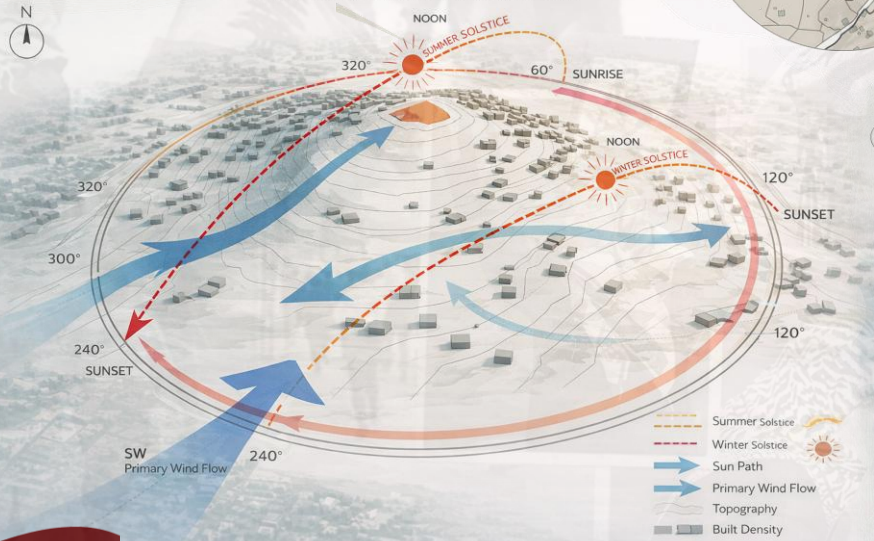 N
NOON
SUMMER SOLSTICE
320°
60°
SUNRISE
NOON
WINTER SOLSTICE
120°
320°
SUNSET
300°
120°
240°
SUNSET
SW
Primary Wind Flow
240°
Summer Solstice
Winter Solstice
Sun Path
Primary Wind Flow
Topography
Built Density